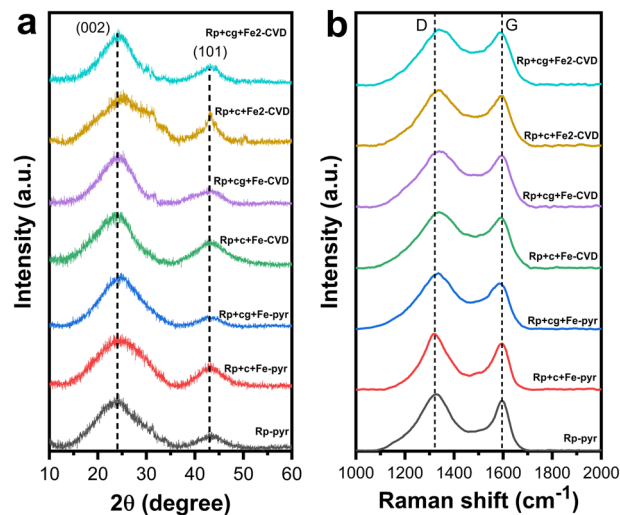 a
(002)
(101)
Rp+cg+Fe2-CVD
Rp+c+Fe2-CVD
Rp+cg+Fe-CVD
Rp+c+Fe-CVD
Rp+cg+Fe-pyr
Rp+c+Fe-pyr
Rp-pyr
Intensity (a.u.)
10 20 30 40 50 60
2θ (degree)
b
D G
Rp+cg+Fe2-CVD
Rp+c+Fe2-CVD
Rp+cg+Fe-CVD
Rp+c+Fe-CVD
Rp+cg+Fe-pyr
Rp+c+Fe-pyr
Rp-pyr
Intensity (a.u.)
1000 1200 1400 1600 1800 2000
Raman shift (cm⁻¹)